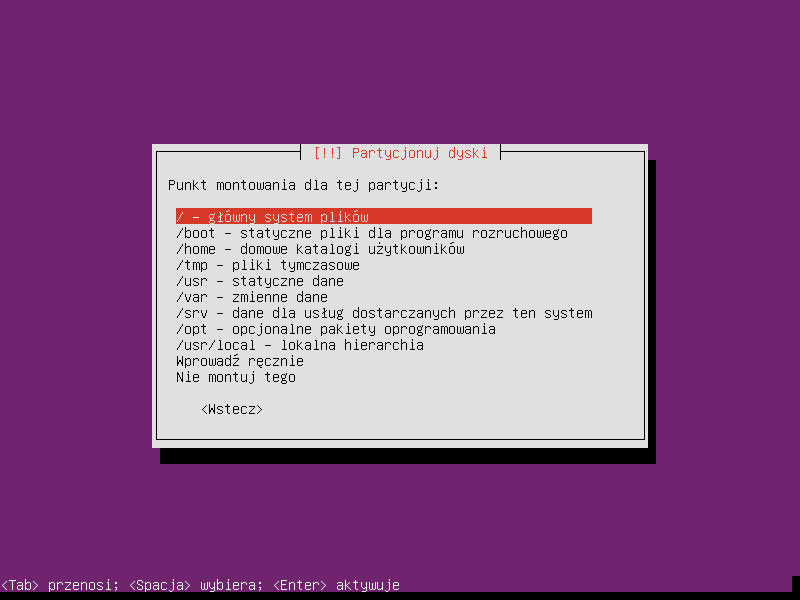 [!!] Partycjonuj dyski
Punkt montowania dla tej partycji:
/ – główny system plików
/boot – statyczne pliki dla programu rozruchowego
/home – domowe katalogi użytkowników
/tmp – pliki tymczasowe
/usr – statyczne dane
/var – zmienne dane
/srv – dane dla usług dostarczanych przez ten system
/opt – opcjonalne pakiety oprogramowania
/usr/local – lokalna hierarchia
Wprowadź ręcznie
Nie montuj tego
<Wstecz>
<Tab> przenosi; <Spacja> wybiera; <Enter> aktywuje